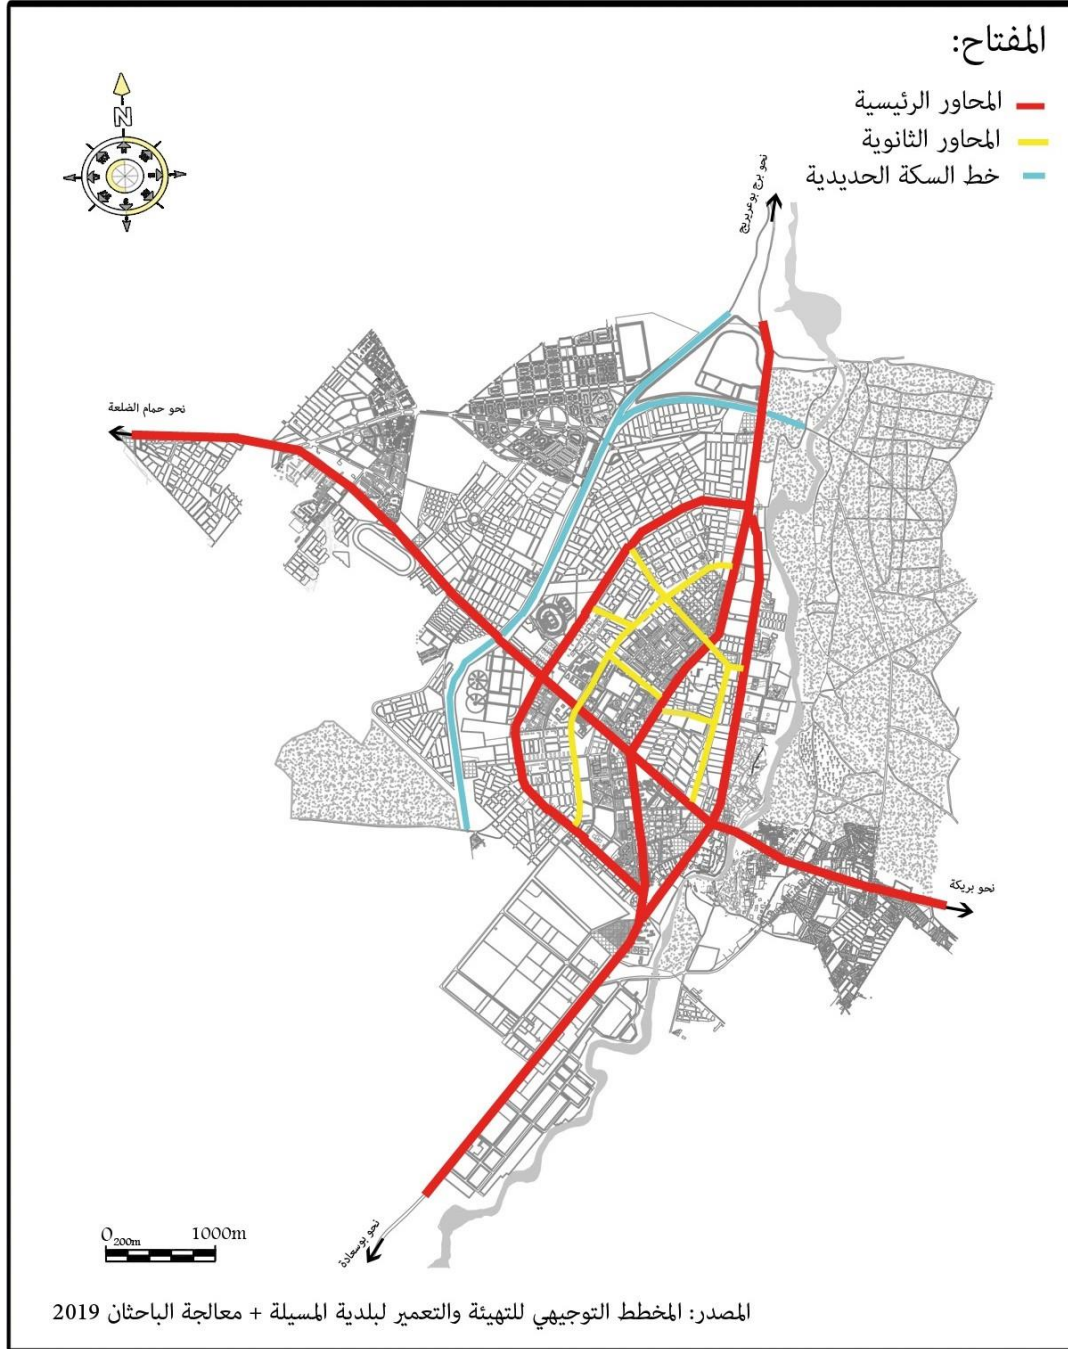 المفتاح:
المحاور الرئيسية
المحاور الثانوية
خط السكة الحديدية
N
نحو برج بوعريريج
نحو حمام الضلعة
نحو بريكة
نحو بوسعادة
0 200m 1000m
المصدر: المخطط التوجيهي للتهيئة والتعمير لبلدية المسيلة + معالجة الباحثان 2019